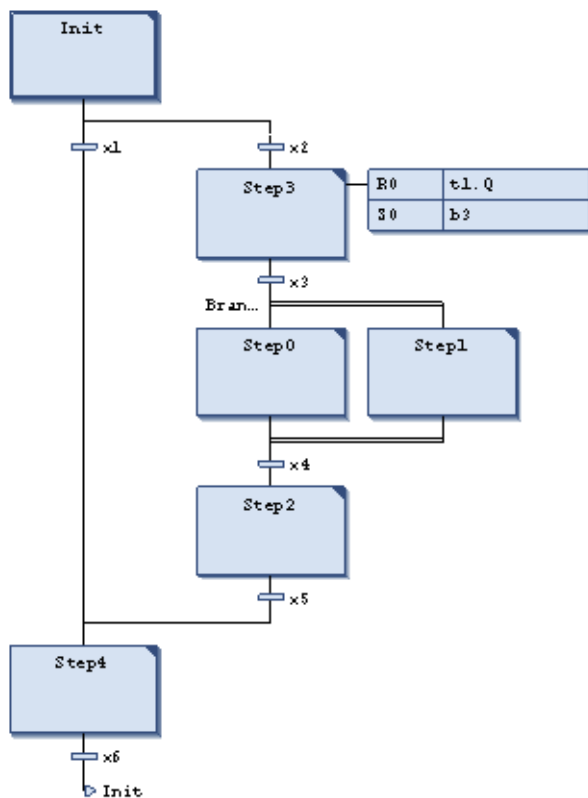 Init
x1
x2
Step3
R0 t1.Q
S0 b3
x3
Bran...
Step0
Step1
x4
Step2
x5
Step4
x6
Init